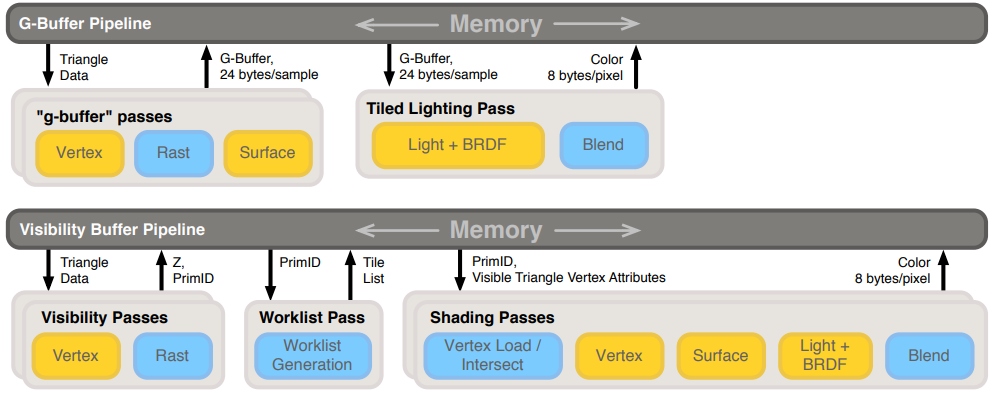 G-Buffer Pipeline
Memory
Triangle
Data
G-Buffer,
24 bytes/sample
G-Buffer,
24 bytes/sample
Color
8 bytes/pixel
"g-buffer" passes
Vertex
Rast
Surface
Tiled Lighting Pass
Light + BRDF
Blend
Visibility Buffer Pipeline
Memory
Triangle
Data
Z,
PrimID
PrimID
Tile
List
PrimID,
Visible Triangle Vertex Attributes
Color
8 bytes/pixel
Visibility Passes
Vertex
Rast
Worklist Pass
Worklist
Generation
Shading Passes
Vertex Load /
Intersect
Vertex
Surface
Light +
BRDF
Blend